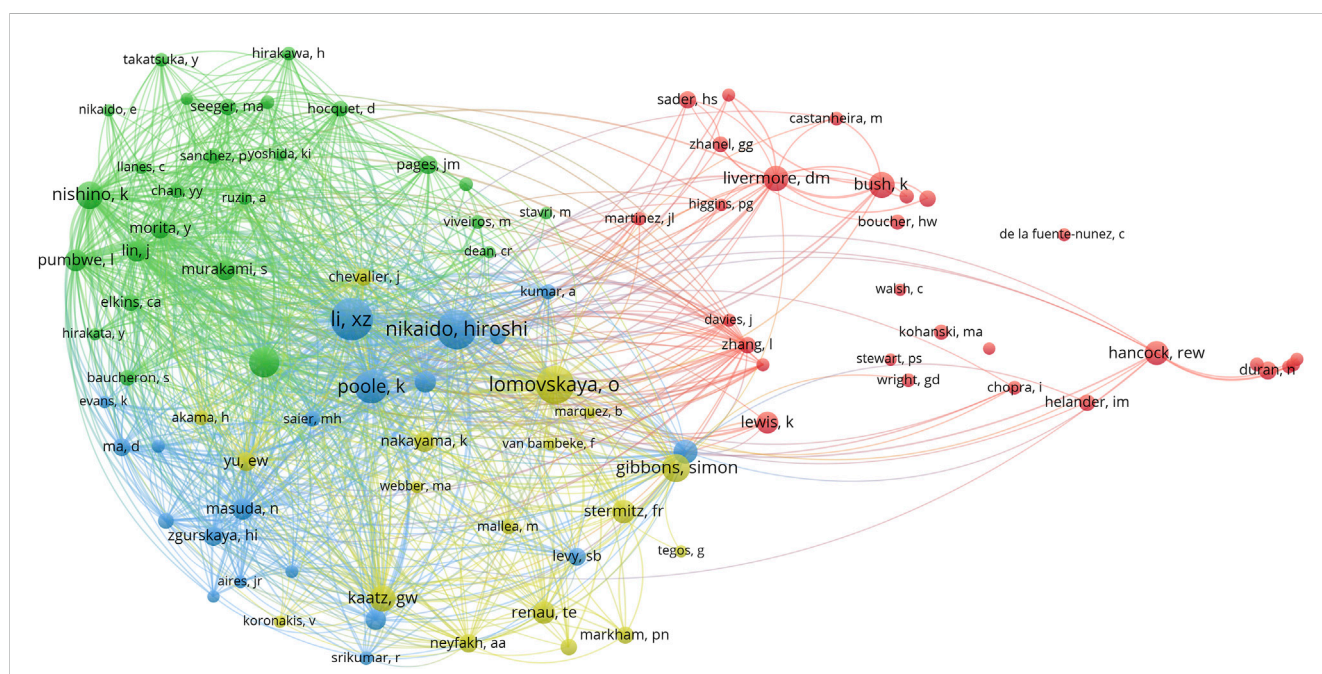 takatsuka, y
hirakawa, h
nikaido, e
seeger, ma
hocquet, d
sader, hs
castanheira, m
zhanel, gg
llanes, c
sanchez, p
yoshida, ki
pages, jm
livermore, dm
bush, k
nishino, k
chan, yy
ruzin, a
stavri, m
higgins, pg
martinez, jl
boucher, hw
viveiros, m
morita, y
lin, j
dean, cr
de la fuente-nunez, c
pumbwe, l
murakami, s
chevalier, j
kumar, a
walsh, c
elkins, ca
li, xz
nikaido, hiroshi
davies, j
kohanski, ma
hirakata, y
zhang, l
hancock, rew
stewart, ps
duran, n
baucheron, s
poole, k
lomovskaya, o
wright, gd
chopra, i
evans, k
helander, im
akama, h
saier, mh
marquez, b
lewis, k
ma, d
nakayama, k
van bambeke, f
yu, ew
gibbons, simon
webber, ma
masuda, n
stermitz, fr
zgurskaya, hi
mallea, m
levy, sb
tegos, g
aires, jr
kaatz, gw
koronakis, v
renau, te
neyfakh, aa
markham, pn
srikumar, r